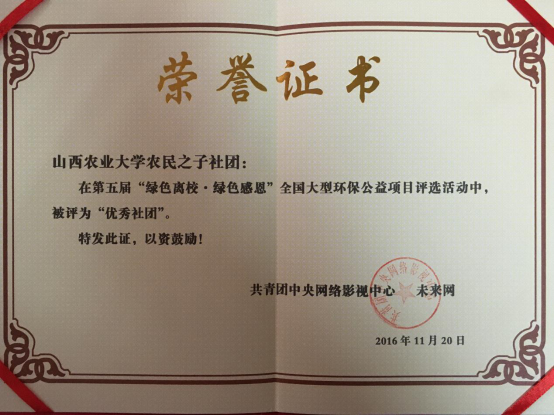 荣誉证书
山西农业大学农民之子社团：
在第五届“绿色离校·绿色感恩”全国大型环保公益项目评选活动中，
被评为“优秀社团”。
特发此证，以资鼓励！
共青团中央网络影视中心 未来网
2016年11月20日